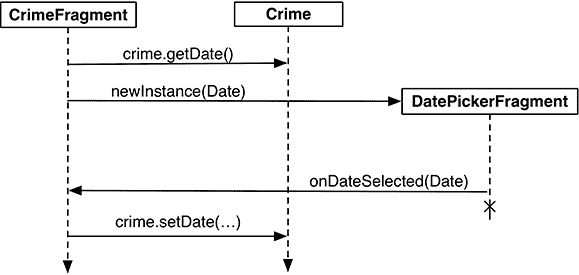 CrimeFragment
Crime
crime.getDate()
newInstance(Date)
DatePickerFragment
onDateSelected(Date)
crime.setDate(…)